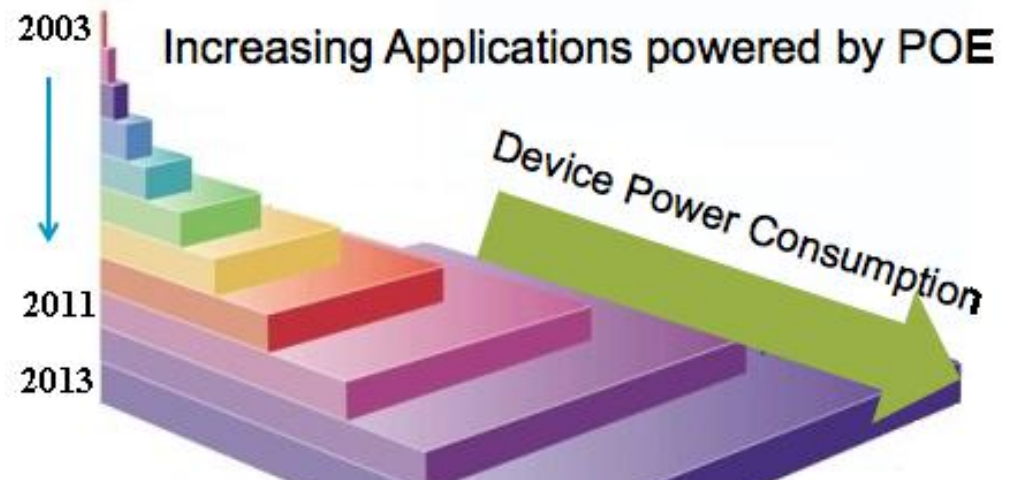 2003
Increasing Applications powered by POE
Device Power Consumption
2011
2013